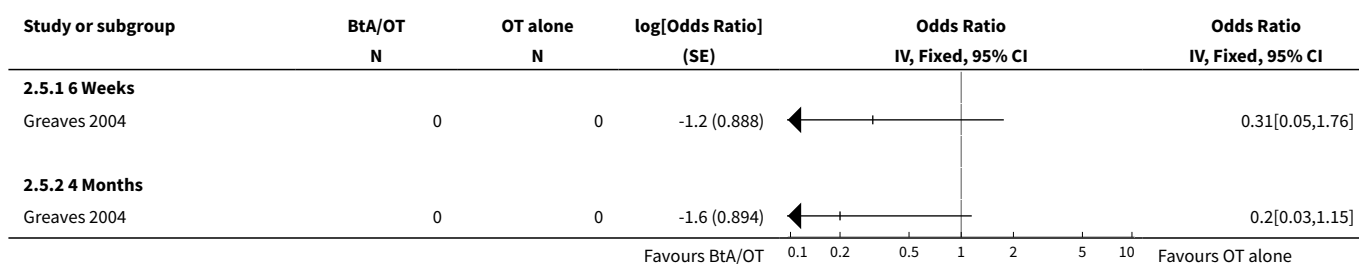 Study or subgroup BtA/OT OT alone log[Odds Ratio] Odds Ratio Odds Ratio
N N (SE) IV, Fixed, 95% CI IV, Fixed, 95% CI
2.5.1 6 Weeks
Greaves 2004 0 0 -1.2 (0.888) 0.31[0.05,1.76]
2.5.2 4 Months
Greaves 2004 0 0 -1.6 (0.894) 0.2[0.03,1.15]
Favours BtA/OT 0.1 0.2 0.5 1 2 5 10 Favours OT alone